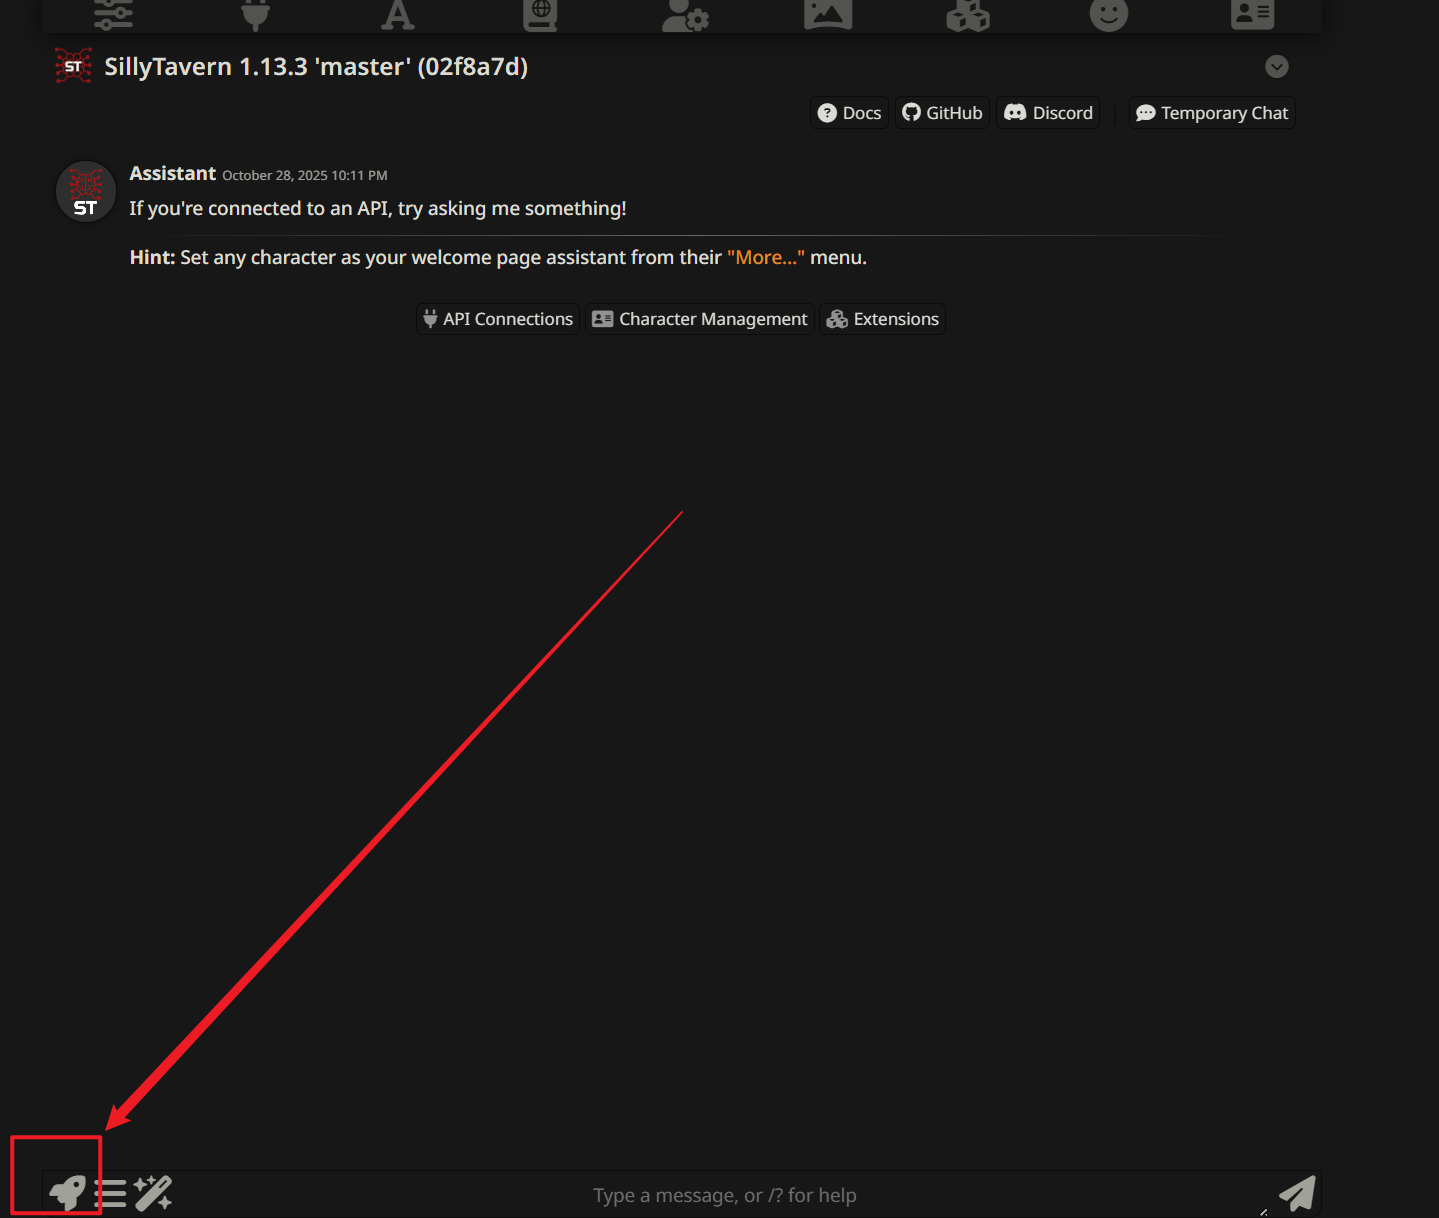 SillyTavern 1.13.3 'master' (02f8a7d)
Docs GitHub Discord Temporary Chat
Assistant October 28, 2025 10:11 PM
If you're connected to an API, try asking me something!
Hint: Set any character as your welcome page assistant from their "More..." menu.
API Connections Character Management Extensions
ST
ST
Type a message, or /? for help